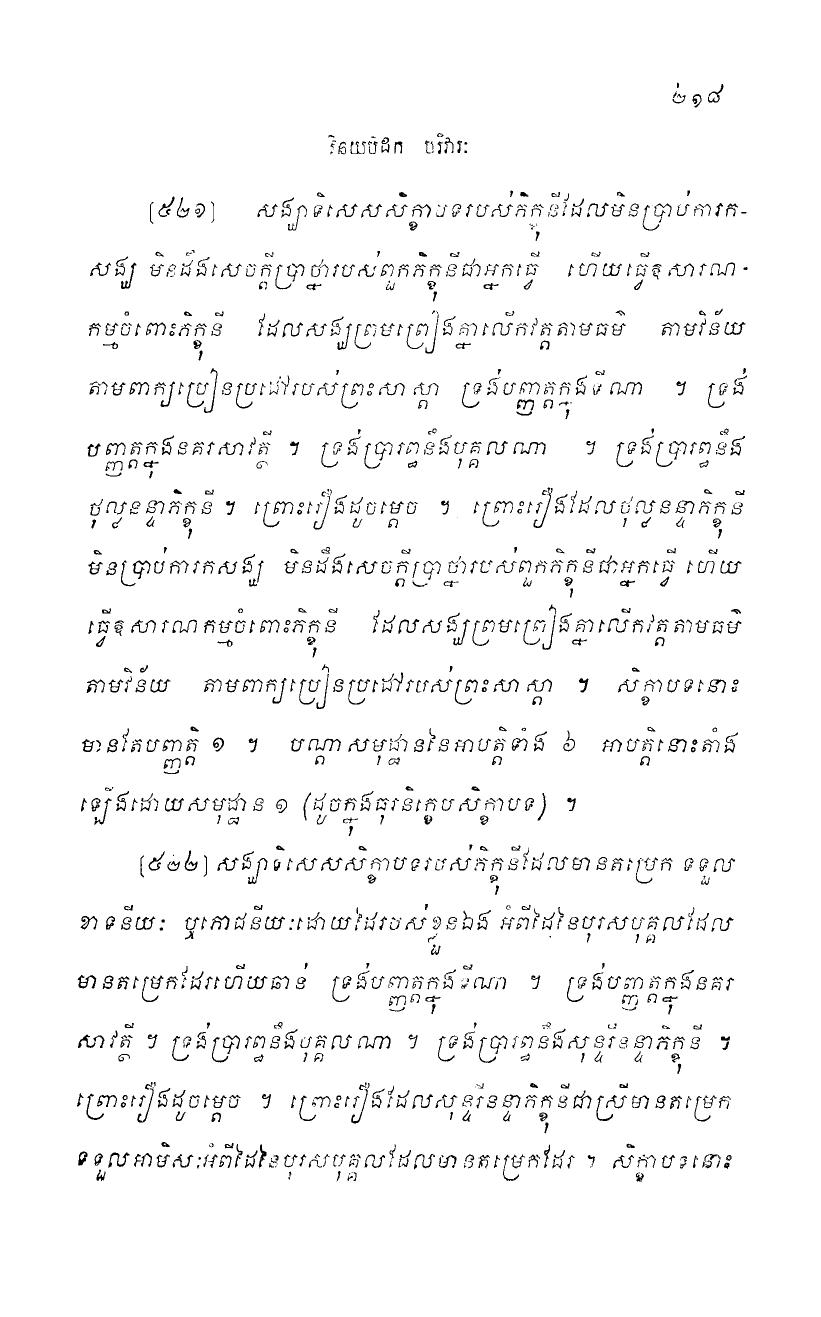 ២១៨
វិនយបិដក បរិវារៈ
[៥២១] សង្ឃាទិសេសសិក្ខាបទរបស់ភិក្ខុនីដែលមិនប្រាប់ការក-
សង្ឃ មិនដឹងសេចក្តីប្រាថ្នារបស់ពួកភិក្ខុនីជាអ្នកធ្វើ ហើយធ្វើឧសារណ-
កម្មចំពោះភិក្ខុនី ដែលសង្ឃព្រមព្រៀងគ្នាលើកវត្តតាមធម៌ តាមវិន័យ
តាមពាក្យប្រៀនប្រដៅរបស់ព្រះសាស្តា ទ្រង់បញ្ញត្តក្នុងទីណា ។ ទ្រង់
បញ្ញត្តក្នុងនគរសាវត្ថី ។ ទ្រង់ប្រារព្ធនឹងបុគ្គលណា ។ ទ្រង់ប្រារព្ធនឹង
ថុល្លនន្ទាភិក្ខុនី ។ ព្រោះរឿងដូចម្តេច ។ ព្រោះរឿងដែលថុល្លនន្ទាភិក្ខុនី
មិនប្រាប់ការកសង្ឃ មិនដឹងសេចក្តីប្រាថ្នារបស់ពួកភិក្ខុនីជាអ្នកធ្វើ ហើយ
ធ្វើឧសារណកម្មចំពោះភិក្ខុនី ដែលសង្ឃព្រមព្រៀងគ្នាលើកវត្តតាមធម៌
តាមវិន័យ តាមពាក្យប្រៀនប្រដៅរបស់ព្រះសាស្តា ។ សិក្ខាបទនោះ
មានតែបញ្ញត្តិ ១ ។ បណ្តាសមុដ្ឋាននៃអាបត្តិទាំង ៦ អាបត្តិនោះតាំង
ឡើងដោយសមុដ្ឋាន ១ (ដូចក្នុងធុរនិក្ខេបសិក្ខាបទ) ។
[៥២២] សង្ឃាទិសេសសិក្ខាបទរបស់ភិក្ខុនីដែលមានតម្រេក ទទួល
ខាទនីយៈ ឬភោជនីយៈដោយដៃរបស់ខ្លួនឯង អំពីដៃនៃបុរសបុគ្គលដែល
មានតម្រេកដែរហើយឆាន់ ទ្រង់បញ្ញត្តក្នុងទីណា ។ ទ្រង់បញ្ញត្តក្នុងនគរ
សាវត្ថី ។ ទ្រង់ប្រារព្ធនឹងបុគ្គលណា ។ ទ្រង់ប្រារព្ធនឹងសុន្ទរីនន្ទាភិក្ខុនី ។
ព្រោះរឿងដូចម្តេច ។ ព្រោះរឿងដែលសុន្ទរីនន្ទាភិក្ខុនីជាស្រីមានតម្រេក
ទទួលអាមិសៈអំពីដៃនៃបុរសបុគ្គលដែលមានតម្រេកដែរ ។ សិក្ខាបទនោះ